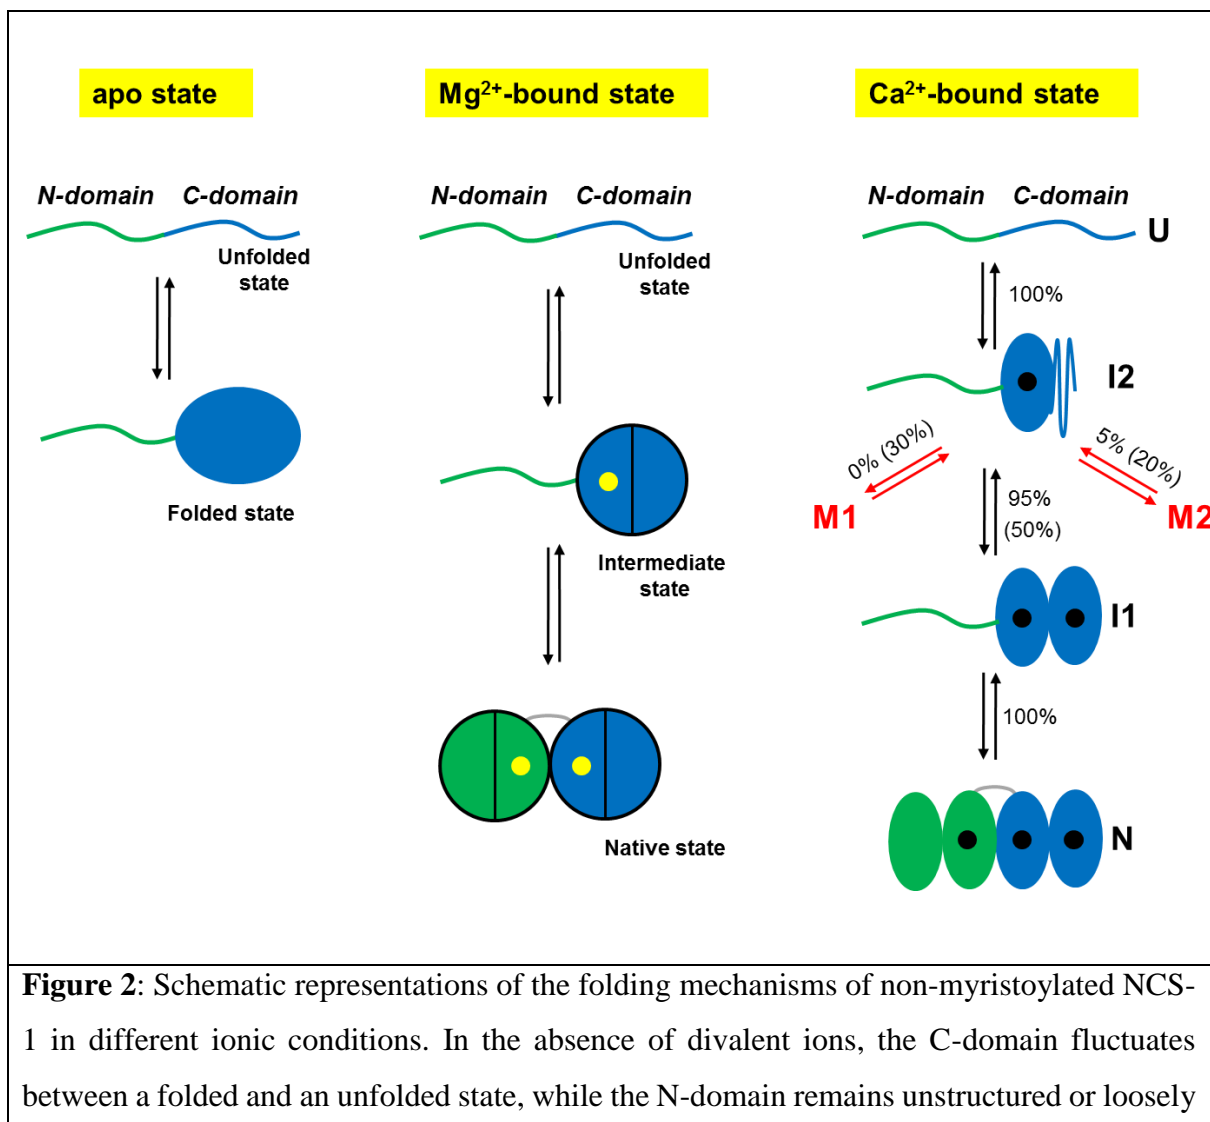 apo state
Mg²⁺-bound state
Ca²⁺-bound state
N-domain C-domain
Unfolded
state
Folded state
N-domain C-domain
Unfolded
state
Intermediate
state
Native state
N-domain C-domain
U
100%
I2
0% (30%)
5% (20%)
M1
95%
(50%)
M2
I1
100%
N
Figure 2: Schematic representations of the folding mechanisms of non-myristoylated NCS-
1 in different ionic conditions. In the absence of divalent ions, the C-domain fluctuates
between a folded and an unfolded state, while the N-domain remains unstructured or loosely